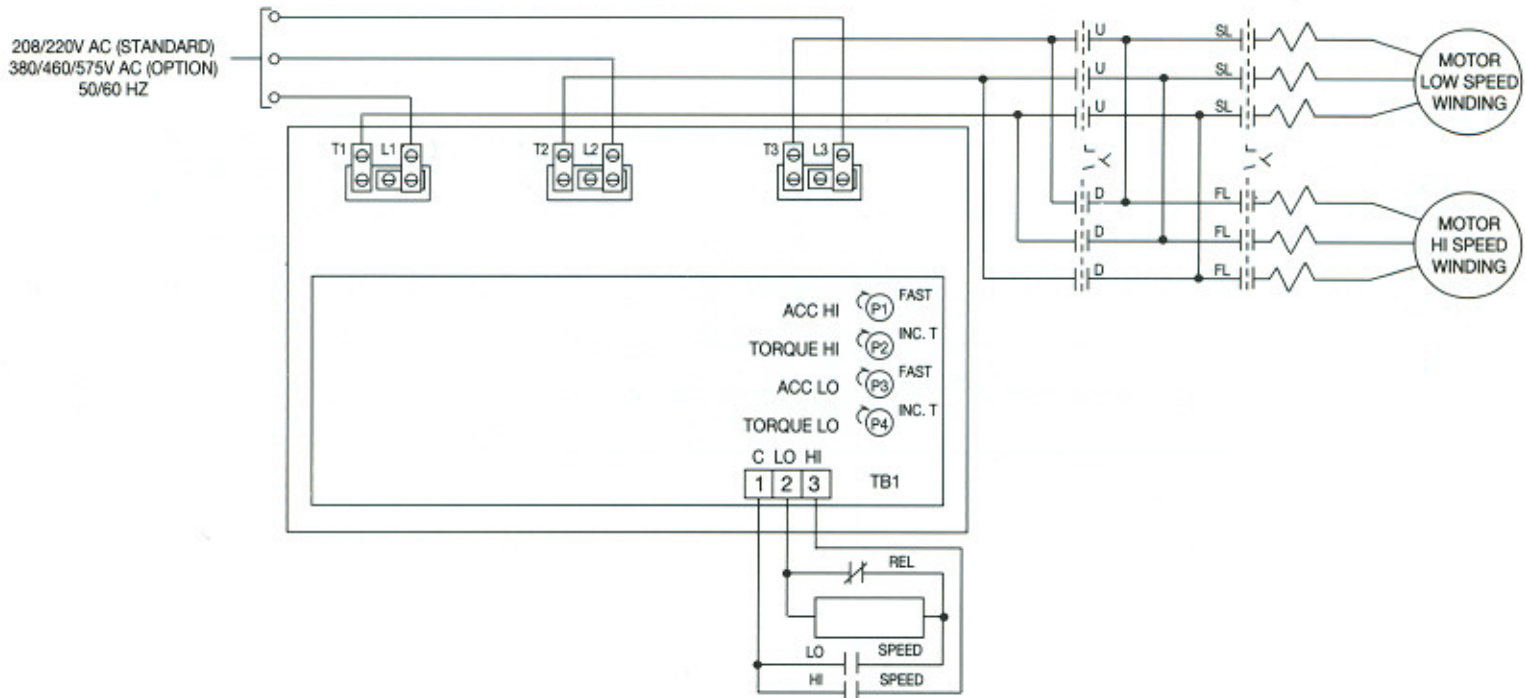 208/220V AC (STANDARD)
380/460/575V AC (OPTION)
50/60 HZ
U
SL
U
SL
U
SL
MOTOR
LOW SPEED
WINDING
T1 L1
T2 L2
T3 L3
D
FL
D
FL
D
FL
MOTOR
HI SPEED
WINDING
ACC HI P1 FAST
TORQUE HI P2 INC. T
ACC LO P3 FAST
TORQUE LO P4 INC. T
C LO HI
1 2 3 TB1
REL
LO SPEED
HI SPEED